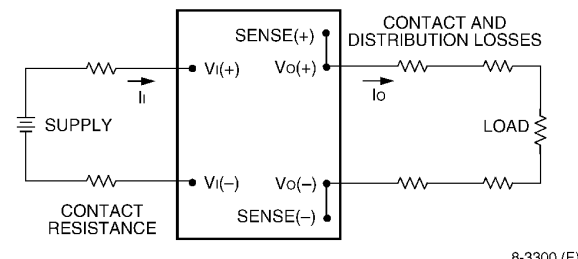 CONTACT AND
DISTRIBUTION LOSSES
SENSE(+)
VI(+)
VO(+)
II
IO
SUPPLY
LOAD
VI(–)
VO(–)
CONTACT
RESISTANCE
SENSE(–)
8-3300 (F)